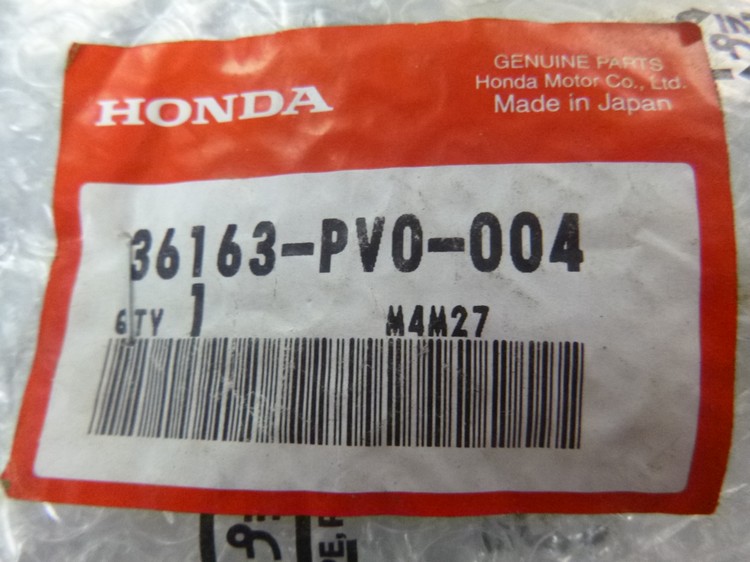 HONDA
GENUINE PARTS
Honda Motor Co., Ltd.
Made in Japan
36163-PV0-004
QTY 1 M4M27